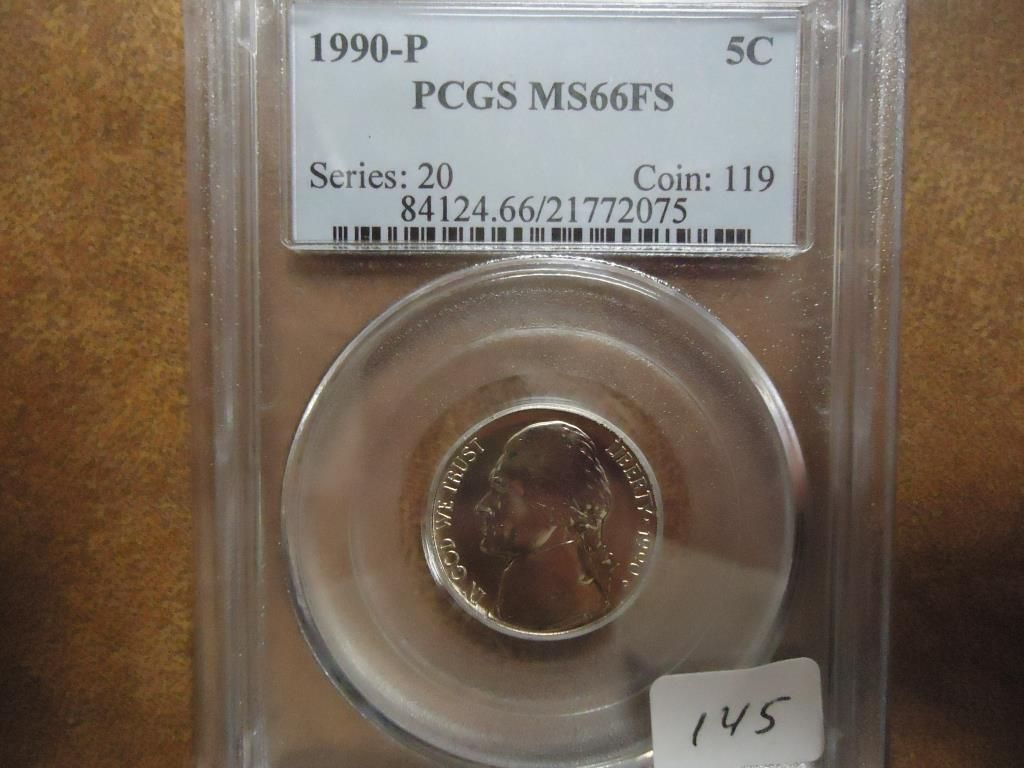 1990-P 5C
PCGS MS66FS
Series: 20 Coin: 119
84124.66/21772075
IN GOD WE TRUST
LIBERTY 1990 P
145